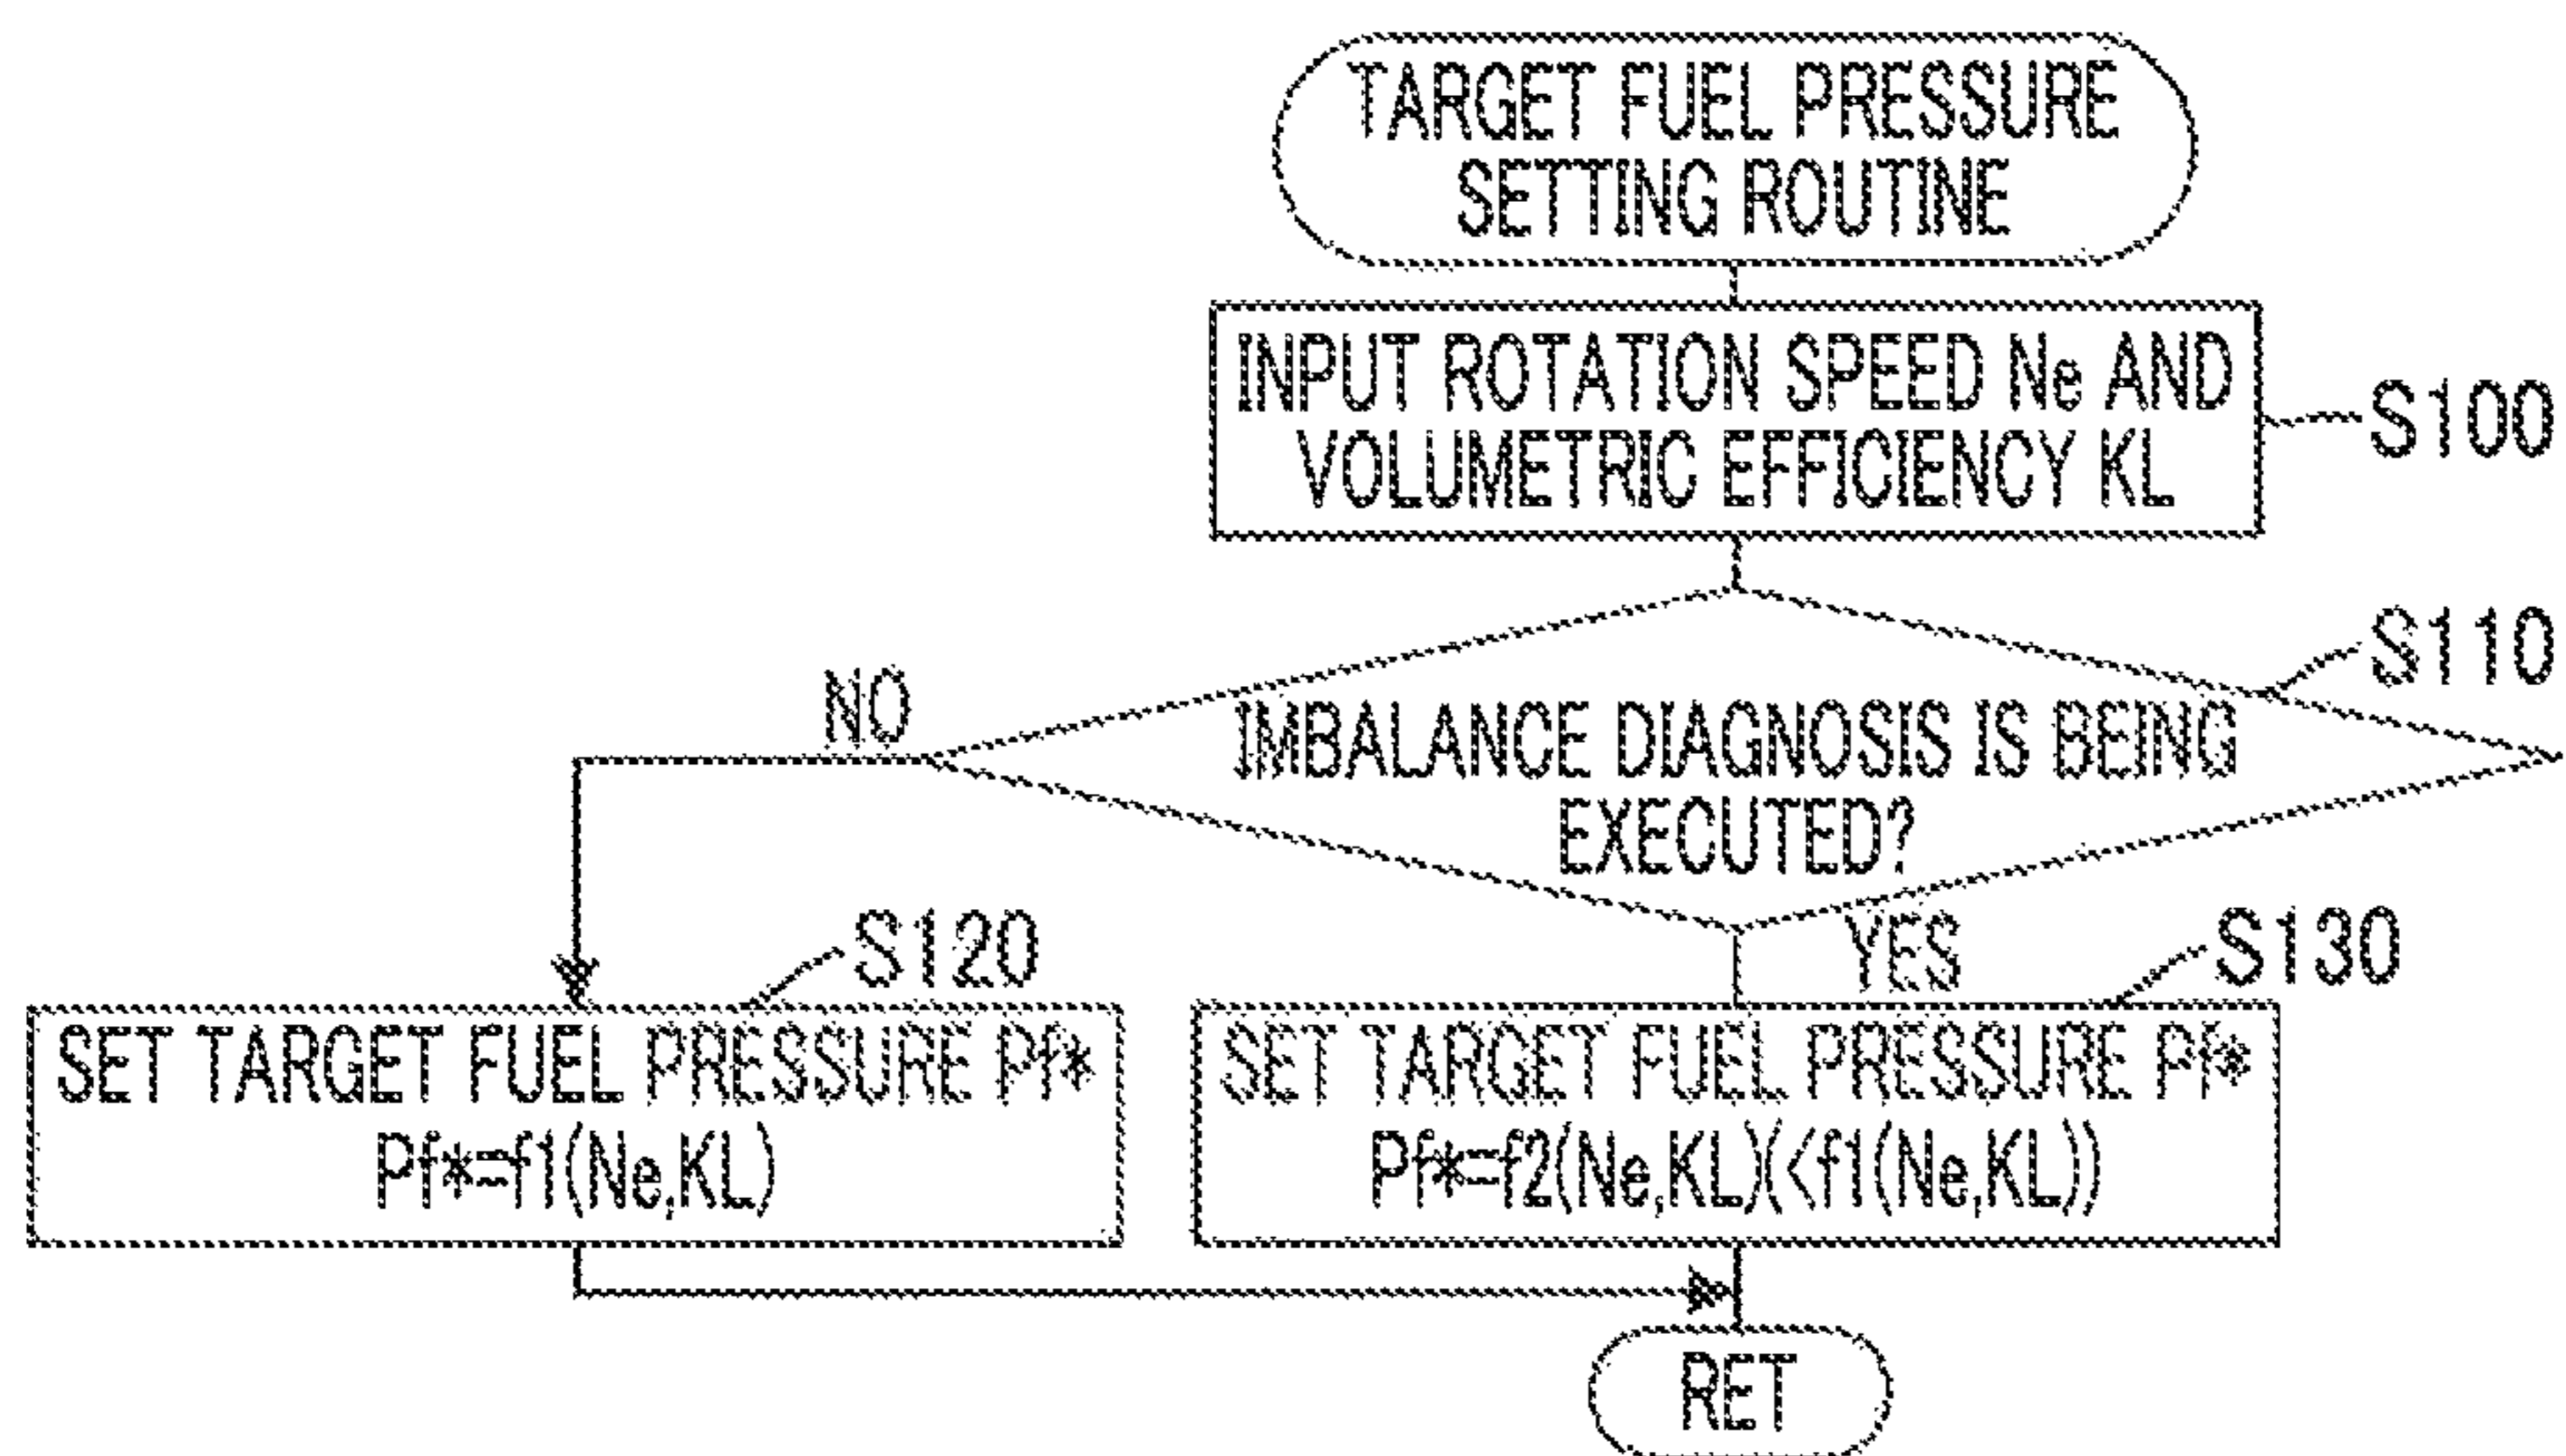 TARGET FUEL PRESSURE
SETTING ROUTINE
INPUT ROTATION SPEED Ne AND
VOLUMETRIC EFFICIENCY KL
S100
S110
IMBALANCE DIAGNOSIS IS BEING
EXECUTED?
NO
YES
S120
SET TARGET FUEL PRESSURE Pf*
Pf*=f1(Ne,KL)
S130
SET TARGET FUEL PRESSURE Pf*
Pf*=f2(Ne,KL)(<f1(Ne,KL))
RET